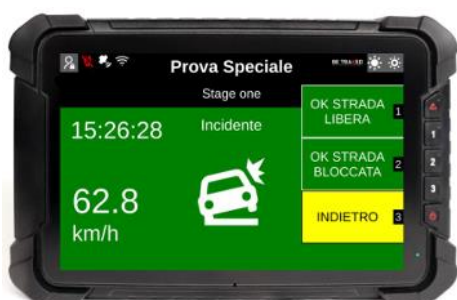 Prova Speciale
Stage one
15:26:28
Incidente
62.8
km/h
OK STRADA
LIBERA
1
OK STRADA
BLOCCATA
2
INDIETRO
3
1
2
3